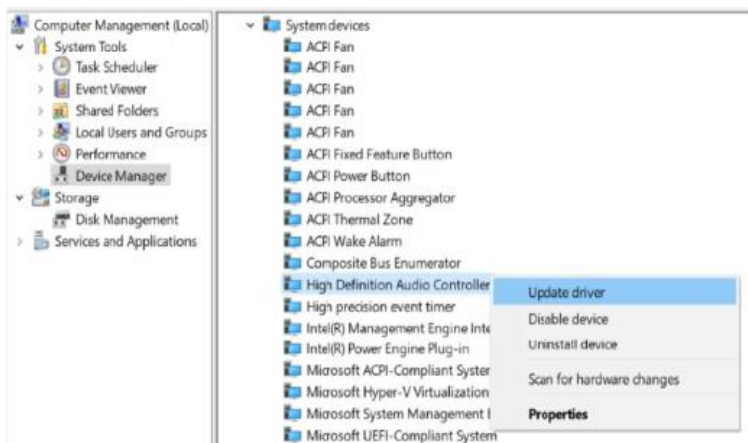 Computer Management (Local)
System Tools
Task Scheduler
Event Viewer
Shared Folders
Local Users and Groups
Performance
Device Manager
Storage
Disk Management
Services and Applications
System devices
ACPI Fan
ACPI Fan
ACPI Fan
ACPI Fan
ACPI Fan
ACPI Fixed Feature Button
ACPI Power Button
ACPI Processor Aggregator
ACPI Thermal Zone
ACPI Wake Alarm
Composite Bus Enumerator
High Definition Audio Controller
High precision event timer
Intel(R) Management Engine Inte
Intel(R) Power Engine Plug-in
Microsoft ACPI-Compliant System
Microsoft Hyper-V Virtualization
Microsoft System Management
Microsoft UEFI-Compliant System
Update driver
Disable device
Uninstall device
Scan for hardware changes
Properties